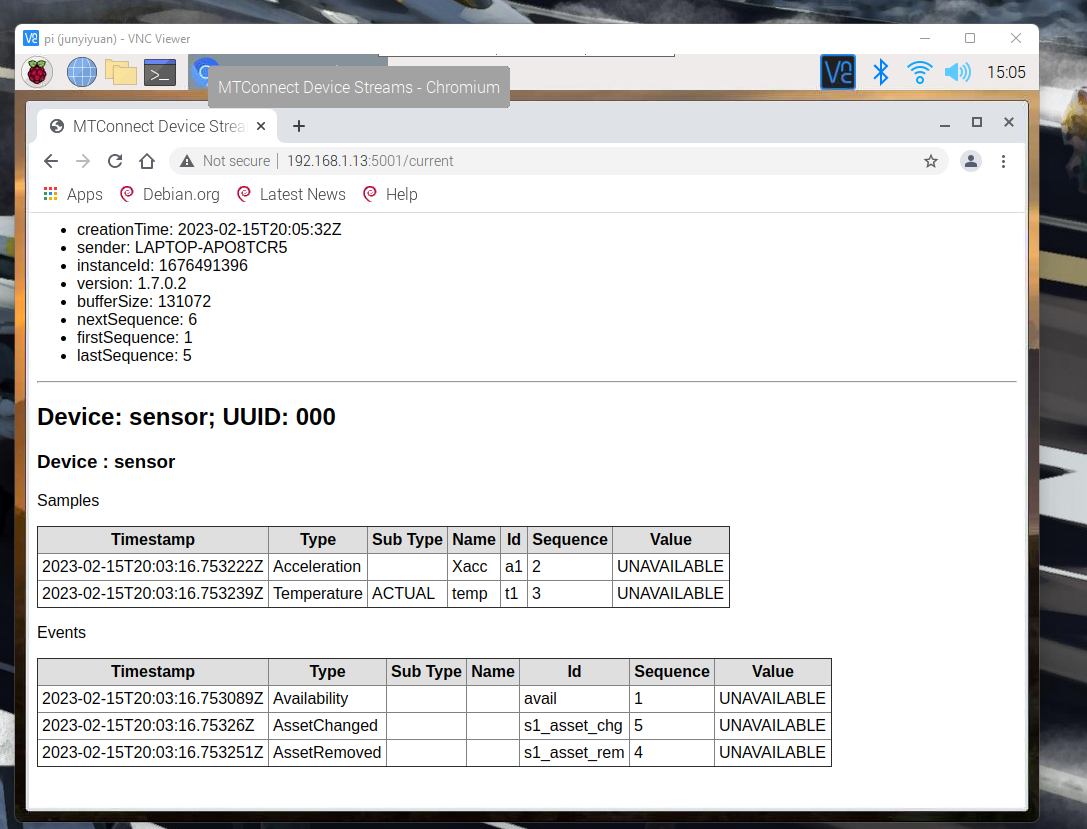 pi (junyiyuan) - VNC Viewer
15:05
MTConnect Device Streams - Chromium
MTConnect Device Strea
Not secure 192.168.1.13:5001/current
Apps Debian.org Latest News Help
creationTime: 2023-02-15T20:05:32Z
sender: LAPTOP-APO8TCR5
instanceId: 1676491396
version: 1.7.0.2
bufferSize: 131072
nextSequence: 6
firstSequence: 1
lastSequence: 5
Device: sensor; UUID: 000
Device : sensor
Samples
Timestamp Type Sub Type Name Id Sequence Value
2023-02-15T20:03:16.753222Z Acceleration Xacc a1 2 UNAVAILABLE
2023-02-15T20:03:16.753239Z Temperature ACTUAL temp t1 3 UNAVAILABLE
Events
Timestamp Type Sub Type Name Id Sequence Value
2023-02-15T20:03:16.753089Z Availability avail 1 UNAVAILABLE
2023-02-15T20:03:16.75326Z AssetChanged s1_asset_chg 5 UNAVAILABLE
2023-02-15T20:03:16.753251Z AssetRemoved s1_asset_rem 4 UNAVAILABLE